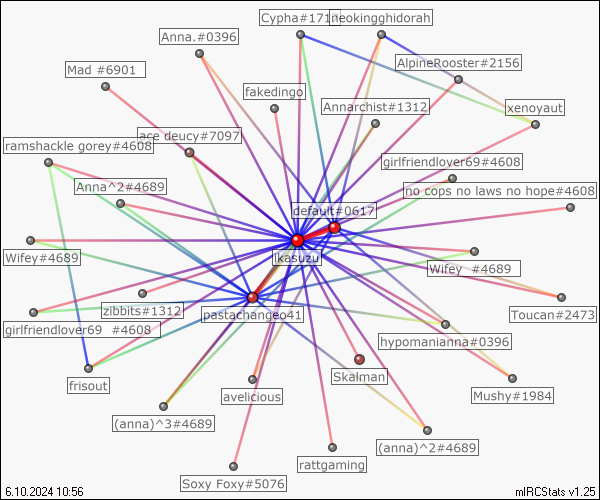 Cypha#171
neokingghidorah
Anna.#0396
AlpineRooster#2156
Mad #6901
fakedingo
Annarchist#1312
xenoyaut
ace deucy#7097
ramshackle gorey#4608
girlfriendlover69#4608
Anna^2#4689
no cops no laws no hope#4608
default#0617
Wifey#4689
ikasuzu
Wifey #4689
zibbits#1312
pastachangeo41
Toucan#2473
girlfriendlover69 #4608
hypomanianna#0396
Skalman
frisout
avelicious
Mushy#1984
(anna)^3#4689
(anna)^2#4689
rattgaming
Soxy Foxy#5076
6.10.2024 10:56
mIRCStats v1.25